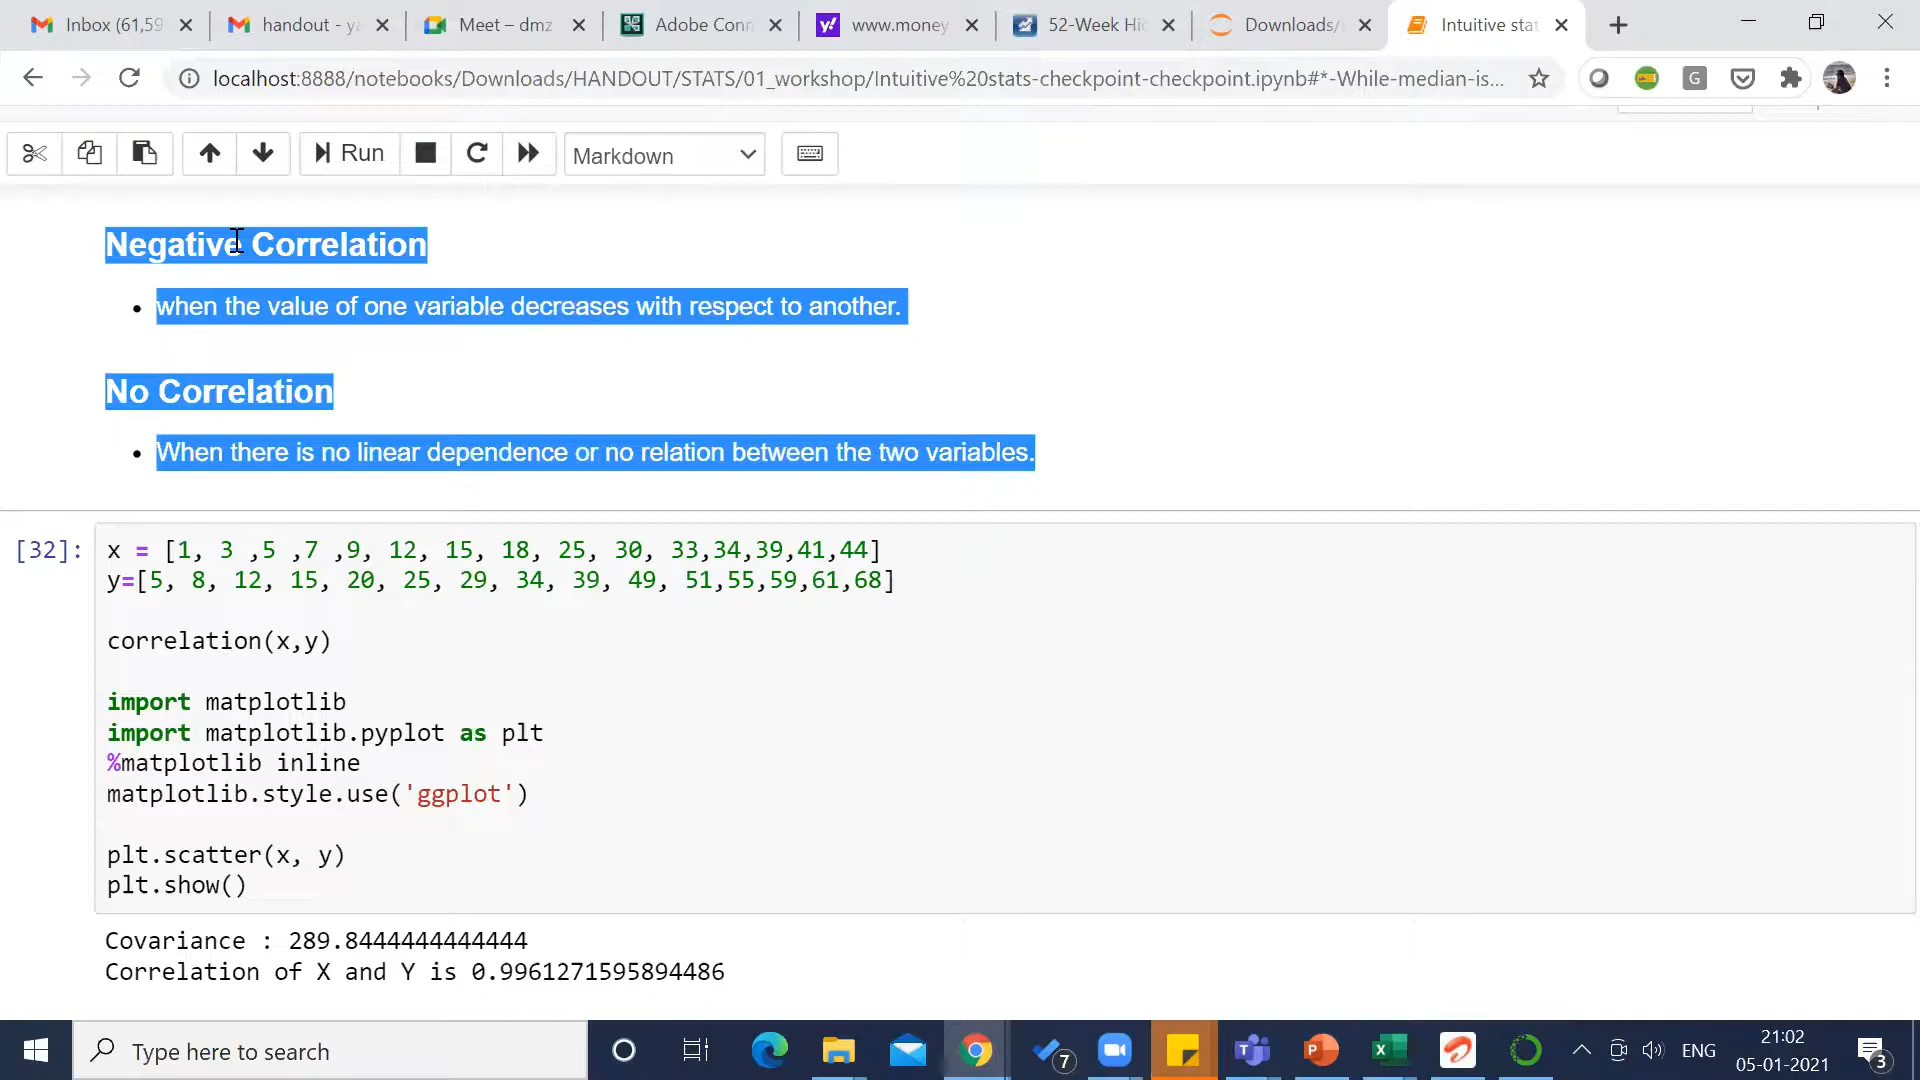 Inbox (61,59
handout - ya
Meet – dmz
Adobe Conn
www.money
52-Week Hi
Downloads/
Intuitive stat
localhost:8888/notebooks/Downloads/HANDOUT/STATS/01_workshop/Intuitive%20stats-checkpoint-checkpoint.ipynb#*-While-median-is...
G
Run
Markdown
Negative Correlation
when the value of one variable decreases with respect to another.
No Correlation
When there is no linear dependence or no relation between the two variables.
[32]:
x = [1, 3 ,5 ,7 ,9, 12, 15, 18, 25, 30, 33,34,39,41,44]
y=[5, 8, 12, 15, 20, 25, 29, 34, 39, 49, 51,55,59,61,68]
correlation(x,y)
import matplotlib
import matplotlib.pyplot as plt
%matplotlib inline
matplotlib.style.use('ggplot')
plt.scatter(x, y)
plt.show()
Covariance : 289.8444444444444
Correlation of X and Y is 0.9961271595894486
Type here to search
7
ENG
21:02
05-01-2021
3